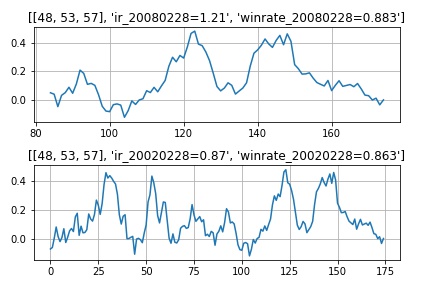 [[48, 53, 57], 'ir_20080228=1.21', 'winrate_20080228=0.883']
0.4
0.2
0.0
80 100 120 140 160
[[48, 53, 57], 'ir_20020228=0.87', 'winrate_20020228=0.863']
0.4
0.2
0.0
0 25 50 75 100 125 150 175